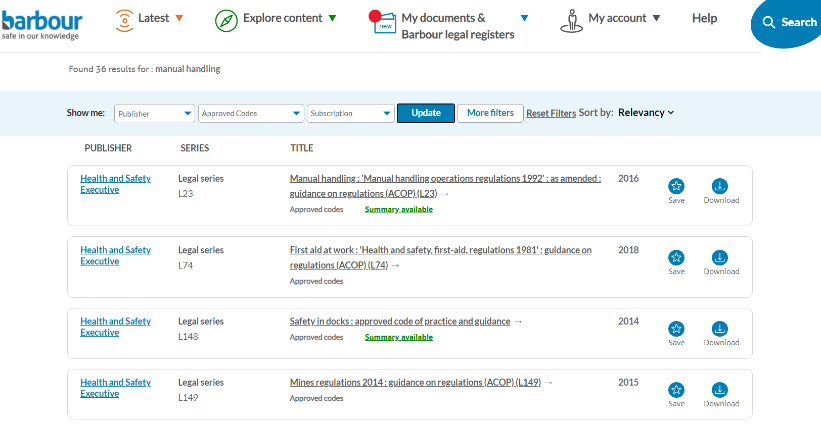 barbour
safe in our knowledge
Latest
Explore content
new
My documents &
Barbour legal registers
My account
Help
Search
Found 36 results for : manual handling
Show me:
Publisher
Approved Codes
Subscription
Update
More filters
Reset Filters
Sort by:
Relevancy
PUBLISHER SERIES TITLE
Health and Safety Executive
Legal series
L23
Manual handling : 'Manual handling operations regulations 1992' : as amended :
guidance on regulations (ACOP) (L23) →
Approved codes Summary available
2016
Save Download
Health and Safety Executive
Legal series
L74
First aid at work : 'Health and safety, first-aid, regulations 1981' : guidance on
regulations (ACOP) (L74) →
Approved codes
2018
Save Download
Health and Safety Executive
Legal series
L148
Safety in docks : approved code of practice and guidance →
Approved codes Summary available
2014
Save Download
Health and Safety Executive
Legal series
L149
Mines regulations 2014 : guidance on regulations (ACOP) (L149) →
Approved codes
2015
Save Download